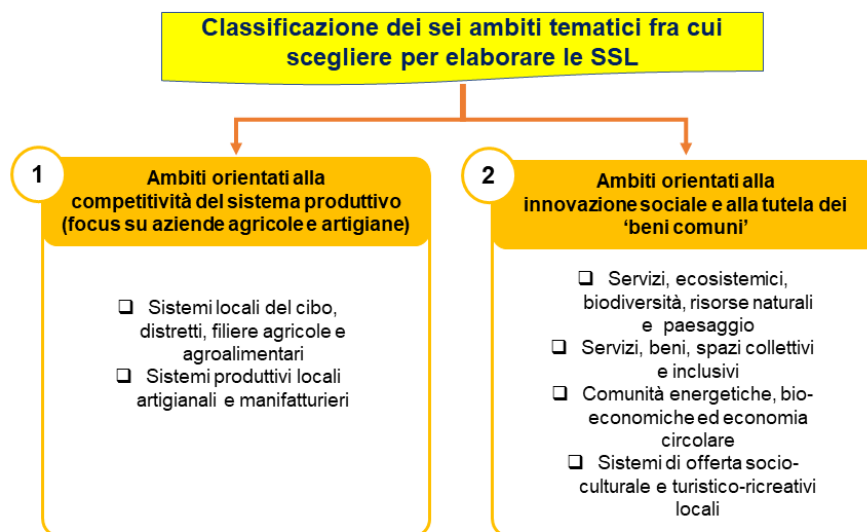 Classificazione dei sei ambiti tematici fra cui
scegliere per elaborare le SSL
1
Ambiti orientati alla
competitività del sistema produttivo
(focus su aziende agricole e artigiane)
Sistemi locali del cibo,
distretti, filiere agricole e
agroalimentari
Sistemi produttivi locali
artigianali e manifatturieri
2
Ambiti orientati alla
innovazione sociale e alla tutela dei
‘beni comuni’
Servizi, ecosistemici,
biodiversità, risorse naturali
e paesaggio
Servizi, beni, spazi collettivi
e inclusivi
Comunità energetiche, bio-
economiche ed economia
circolare
Sistemi di offerta socio-
culturale e turistico-ricreativi
locali